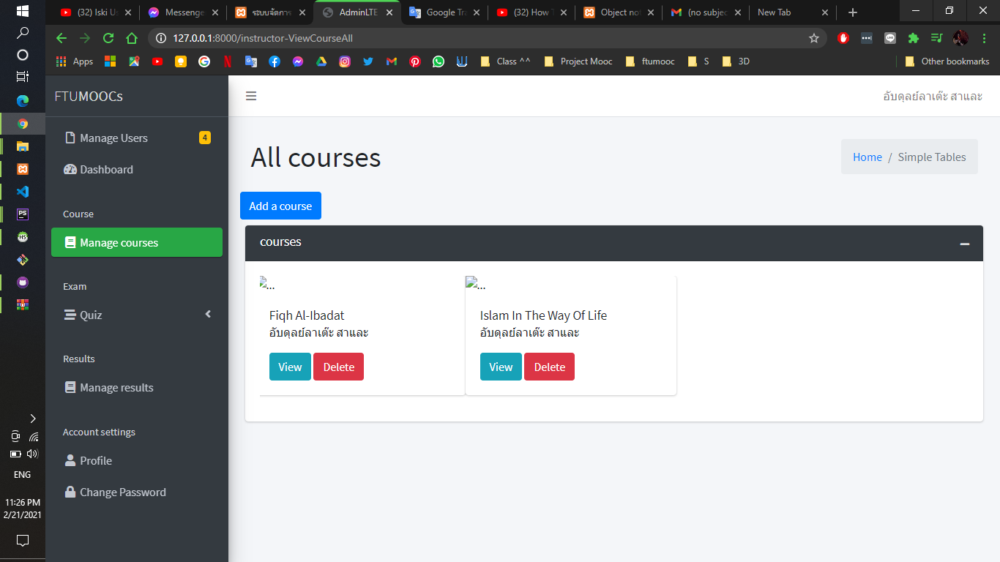 (32) Iski Us
Messenge
ระบบจัดการ
AdminLTE
Google Tra
(32) How T
Object not
(no subjec
New Tab
127.0.0.1:8000/instructor-ViewCourseAll
Apps
Class ^^
Project Mooc
ftumooc
S
3D
Other bookmarks
FTUMOOCs
อับดุลย์ลาเต๊ะ สาและ
Manage Users 4
Dashboard
Course
Manage courses
Exam
Quiz
Results
Manage results
Account settings
Profile
Change Password
All courses
Home / Simple Tables
Add a course
courses
...
Fiqh Al-Ibadat
อับดุลย์ลาเต๊ะ สาและ
View Delete
...
Islam In The Way Of Life
อับดุลย์ลาเต๊ะ สาและ
View Delete
ENG
11:26 PM
2/21/2021